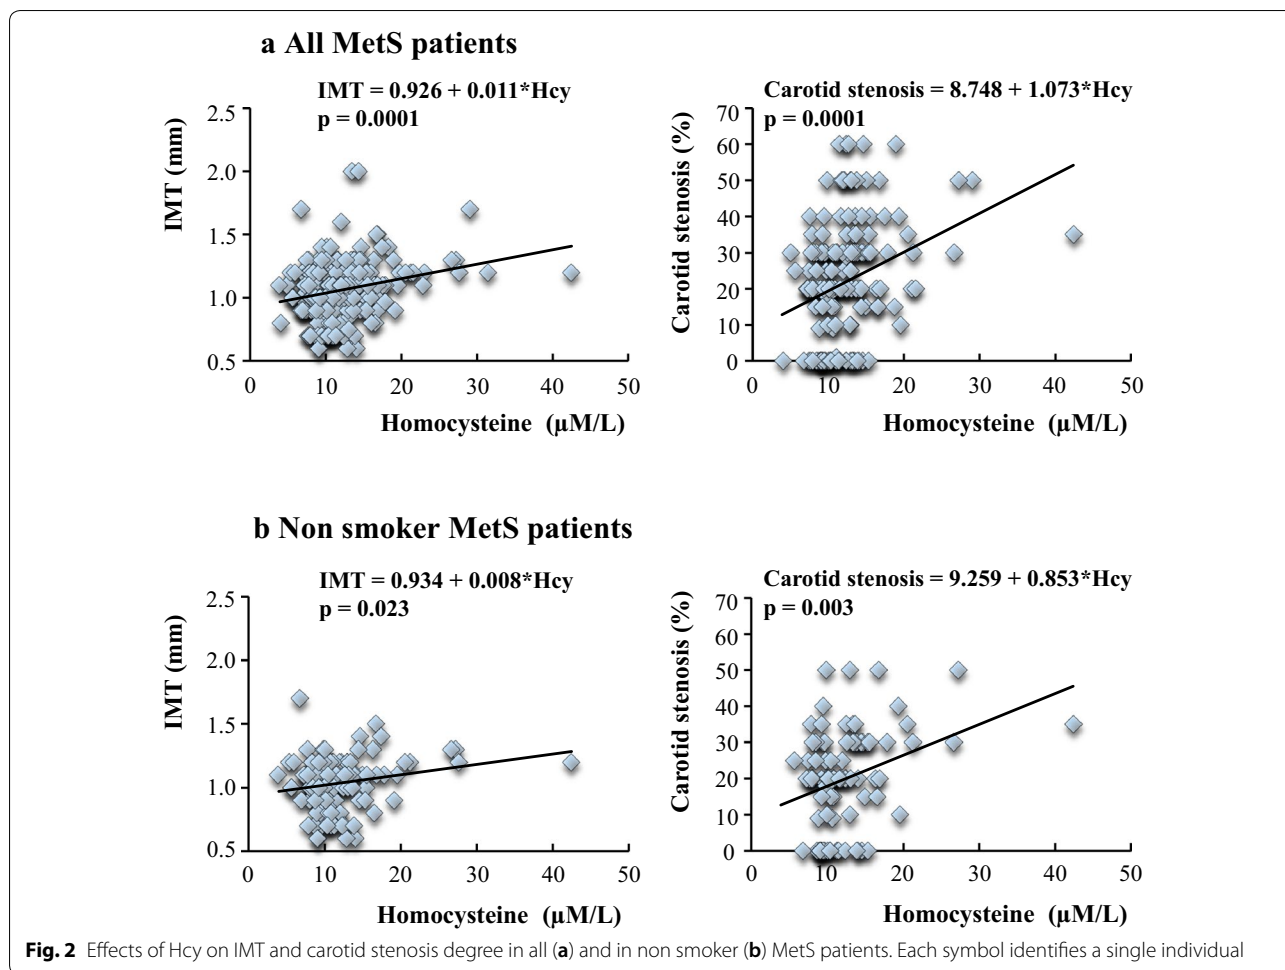 a All MetS patients
IMT = 0.926 + 0.011*Hcy
p = 0.0001
IMT (mm)
2.5
2.0
1.5
1.0
0.5
0 10 20 30 40 50
Homocysteine (µM/L)
Carotid stenosis = 8.748 + 1.073*Hcy
p = 0.0001
Carotid stenosis (%)
70
60
50
40
30
20
10
0
0 10 20 30 40 50
Homocysteine (µM/L)
b Non smoker MetS patients
IMT = 0.934 + 0.008*Hcy
p = 0.023
IMT (mm)
2.5
2.0
1.5
1.0
0.5
0 10 20 30 40 50
Homocysteine (µM/L)
Carotid stenosis = 9.259 + 0.853*Hcy
p = 0.003
Carotid stenosis (%)
70
60
50
40
30
20
10
0
0 10 20 30 40 50
Homocysteine (µM/L)
Fig. 2 Effects of Hcy on IMT and carotid stenosis degree in all (a) and in non smoker (b) MetS patients. Each symbol identifies a single individual